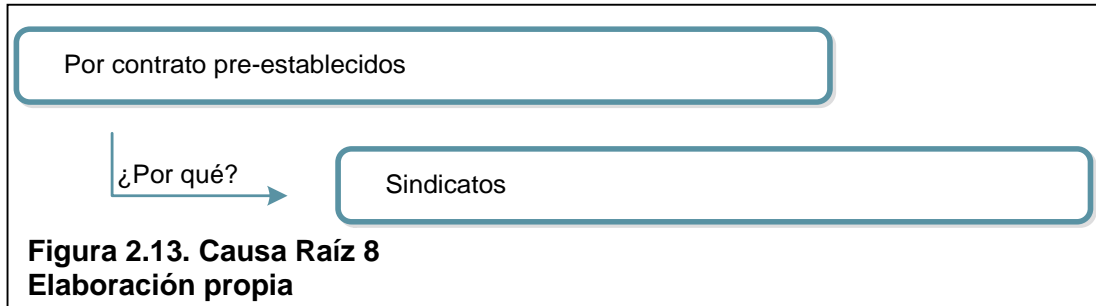 Por contrato pre-establecidos
¿Por qué?
Sindicatos
Figura 2.13. Causa Raíz 8
Elaboración propia